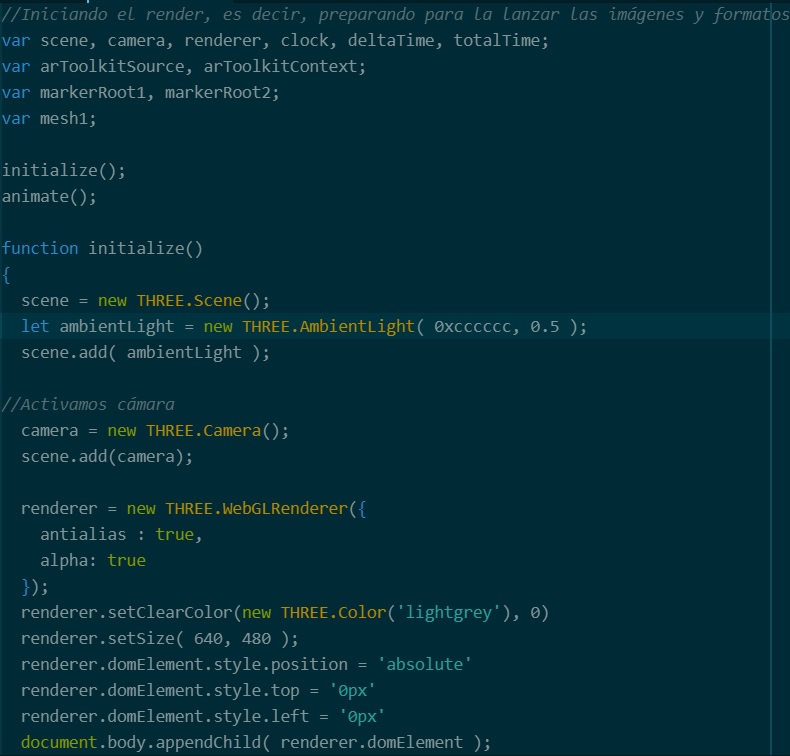 //Iniciando el render, es decir, preparando para la lanzar las imágenes y formatos
var scene, camera, renderer, clock, deltaTime, totalTime;
var arToolkitSource, arToolkitContext;
var markerRoot1, markerRoot2;
var mesh1;
initialize();
animate();
function initialize()
{
scene = new THREE.Scene();
let ambientLight = new THREE.AmbientLight( 0xcccccc, 0.5 );
scene.add( ambientLight );
//Activamos cámara
camera = new THREE.Camera();
scene.add(camera);
renderer = new THREE.WebGLRenderer({
antialias : true,
alpha: true
});
renderer.setClearColor(new THREE.Color('lightgrey'), 0)
renderer.setSize( 640, 480 );
renderer.domElement.style.position = 'absolute'
renderer.domElement.style.top = '0px'
renderer.domElement.style.left = '0px'
document.body.appendChild( renderer.domElement );